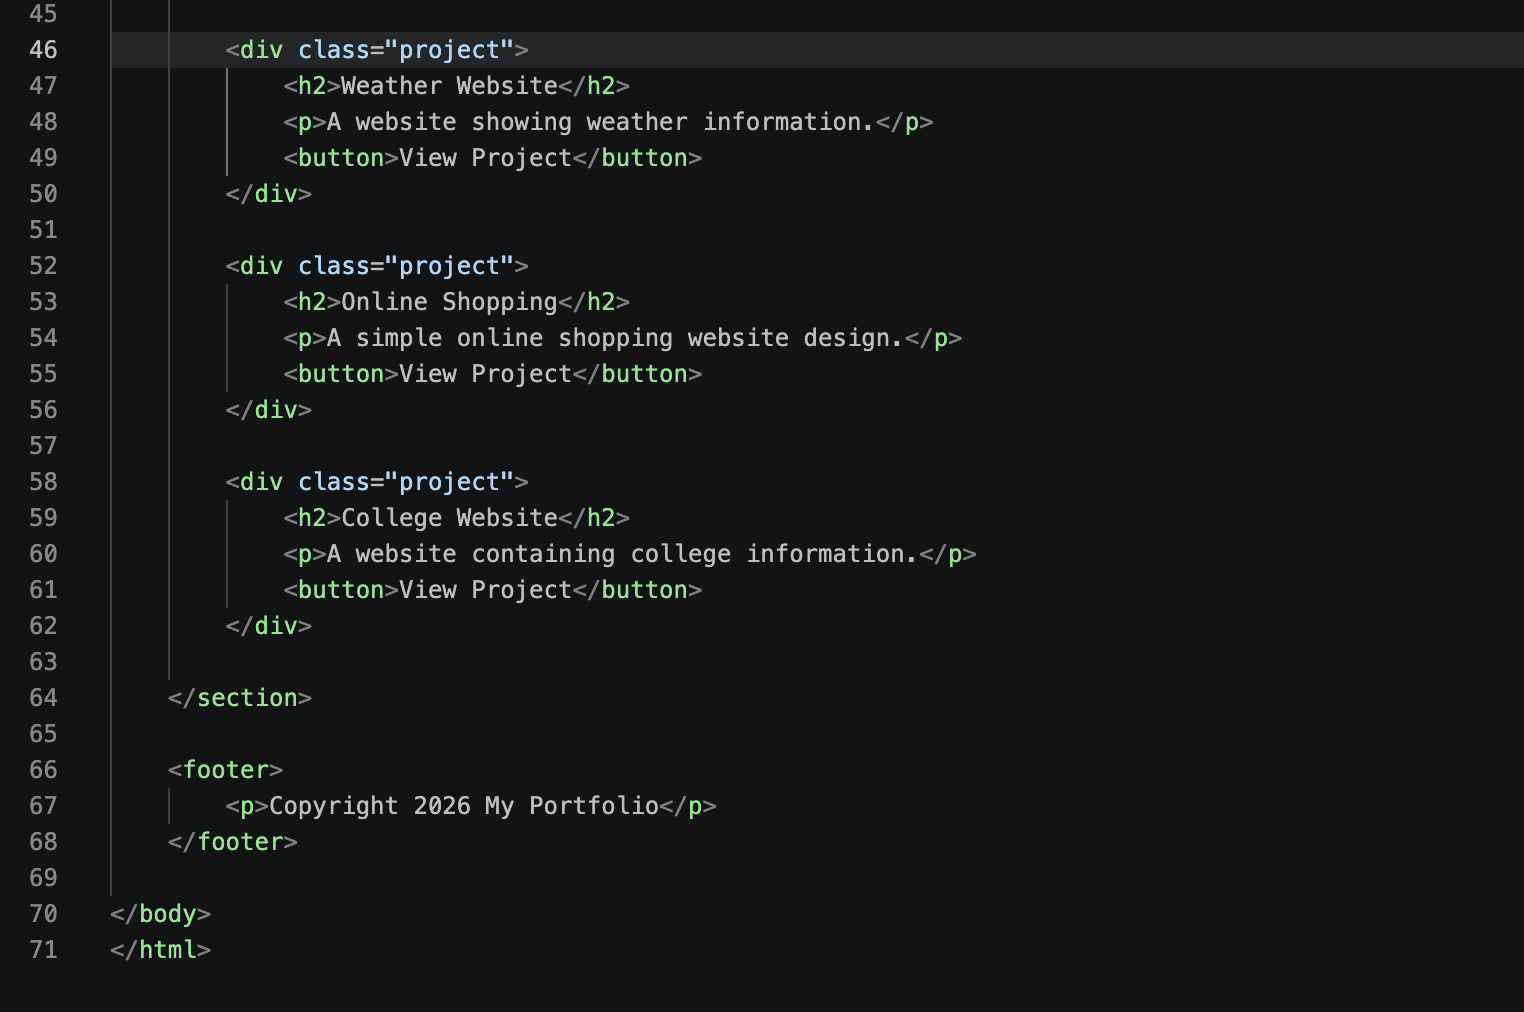 45
46 <div class="project">
47 <h2>Weather Website</h2>
48 <p>A website showing weather information.</p>
49 <button>View Project</button>
50 </div>
51
52 <div class="project">
53 <h2>Online Shopping</h2>
54 <p>A simple online shopping website design.</p>
55 <button>View Project</button>
56 </div>
57
58 <div class="project">
59 <h2>College Website</h2>
60 <p>A website containing college information.</p>
61 <button>View Project</button>
62 </div>
63
64 </section>
65
66 <footer>
67 <p>Copyright 2026 My Portfolio</p>
68 </footer>
69
70 </body>
71 </html>